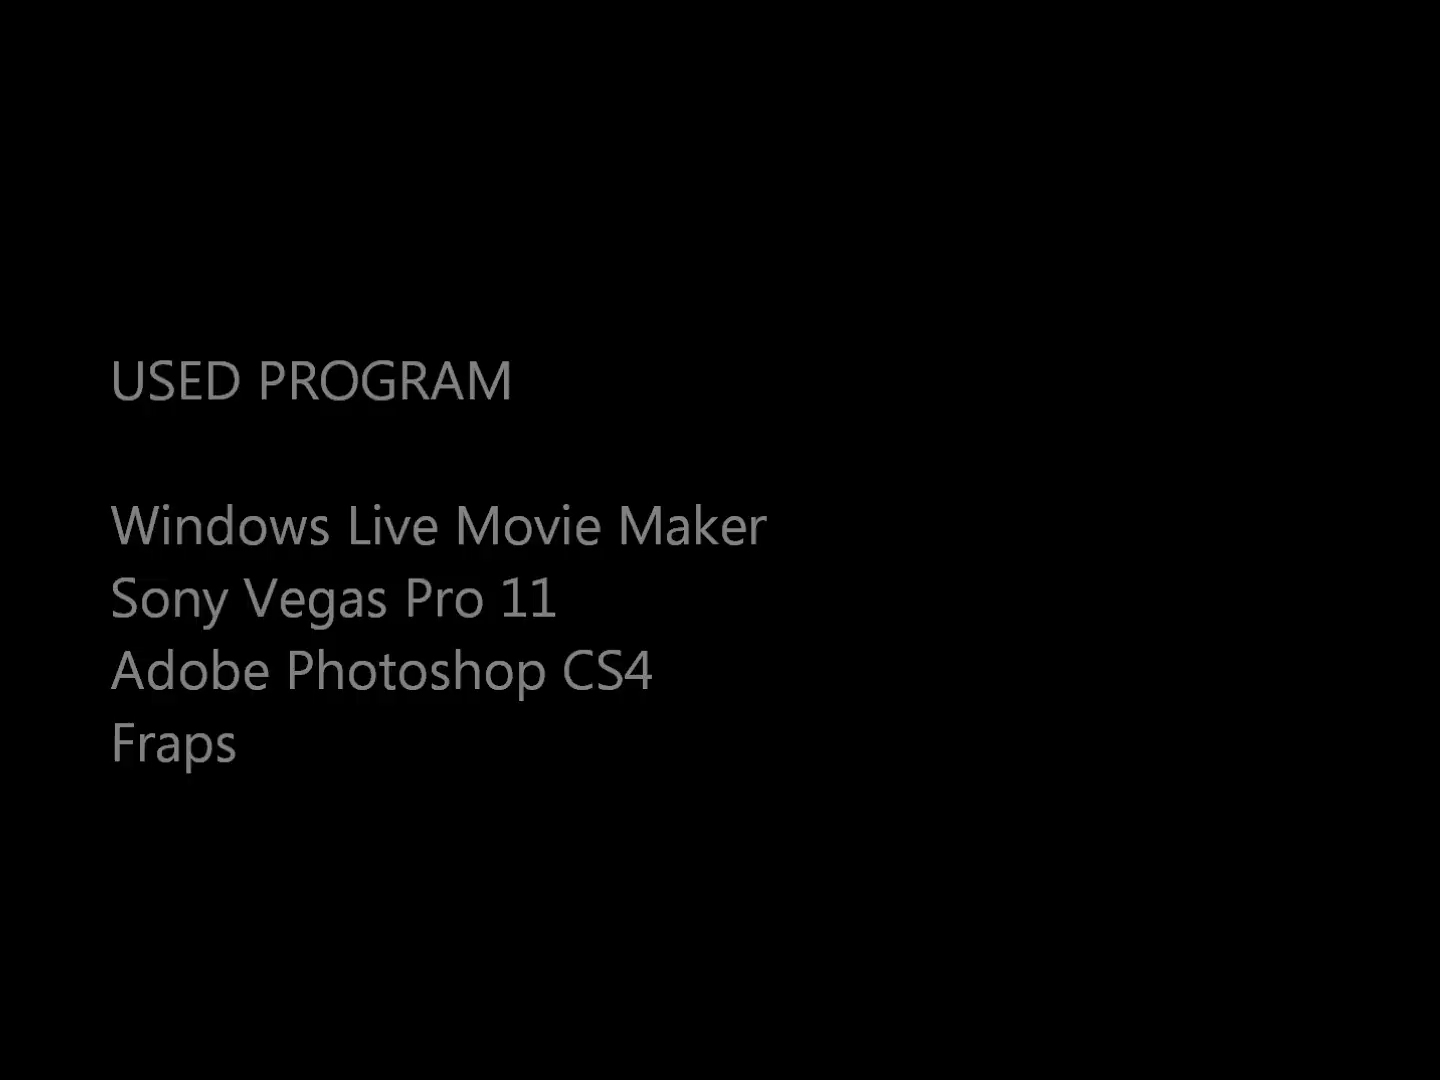 USED PROGRAM
Windows Live Movie Maker
Sony Vegas Pro 11
Adobe Photoshop CS4
Fraps